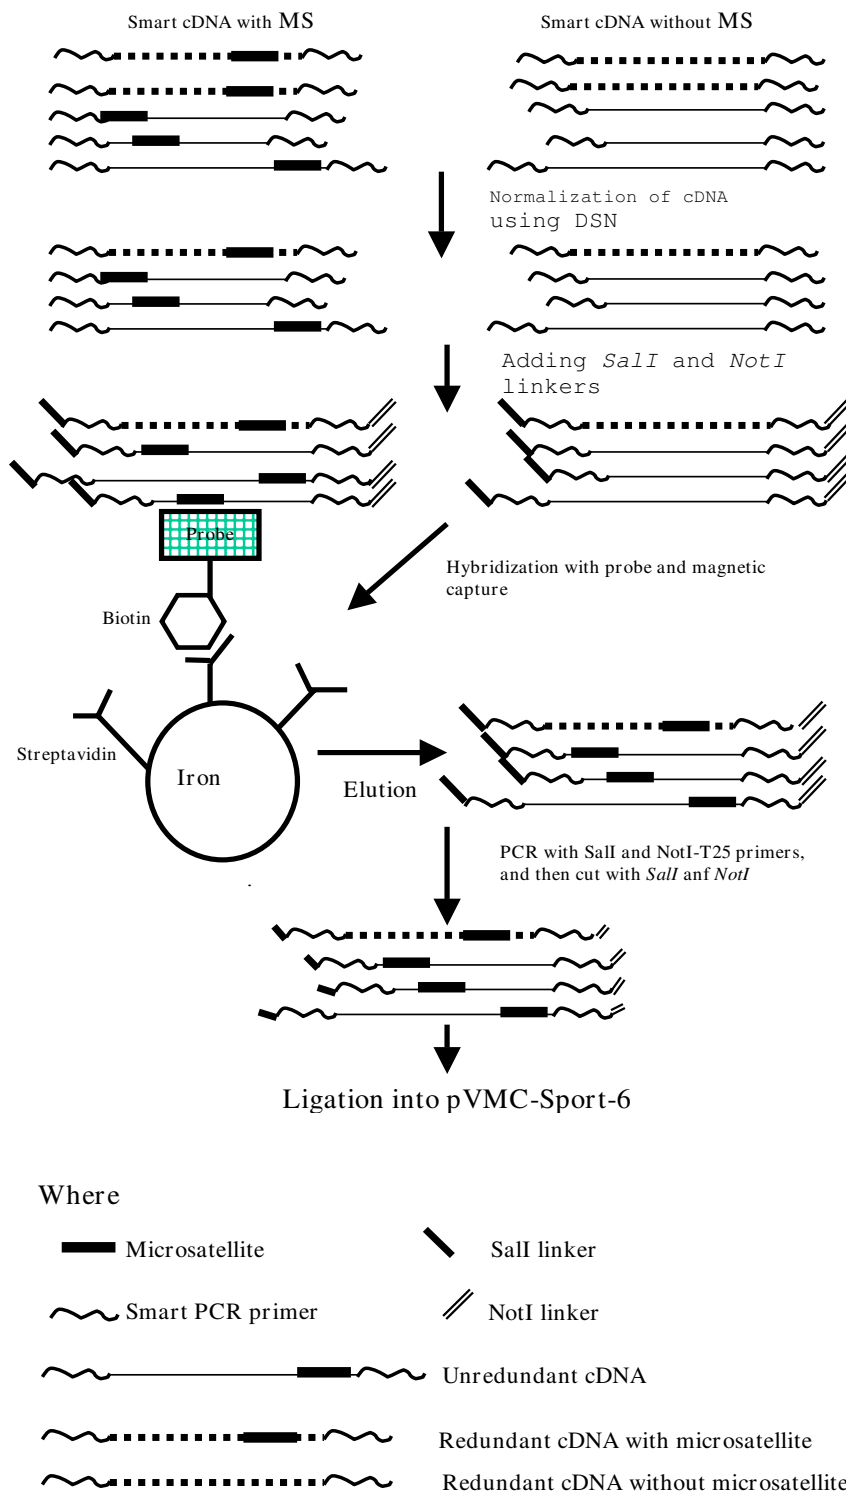 Smart cDNA with MS
Smart cDNA without MS
Normalization of cDNA
using DSN
Adding SalI and NotI
linkers
Probe
Hybridization with probe and magnetic
capture
Biotin
Streptavidin
Iron
Elution
PCR with SalI and NotI-T25 primers,
and then cut with SalI anf NotI
Ligation into pVMC-Sport-6
Where
Microsatellite
SalI linker
Smart PCR primer
NotI linker
Unredundant cDNA
Redundant cDNA with microsatellite
Redundant cDNA without microsatellite